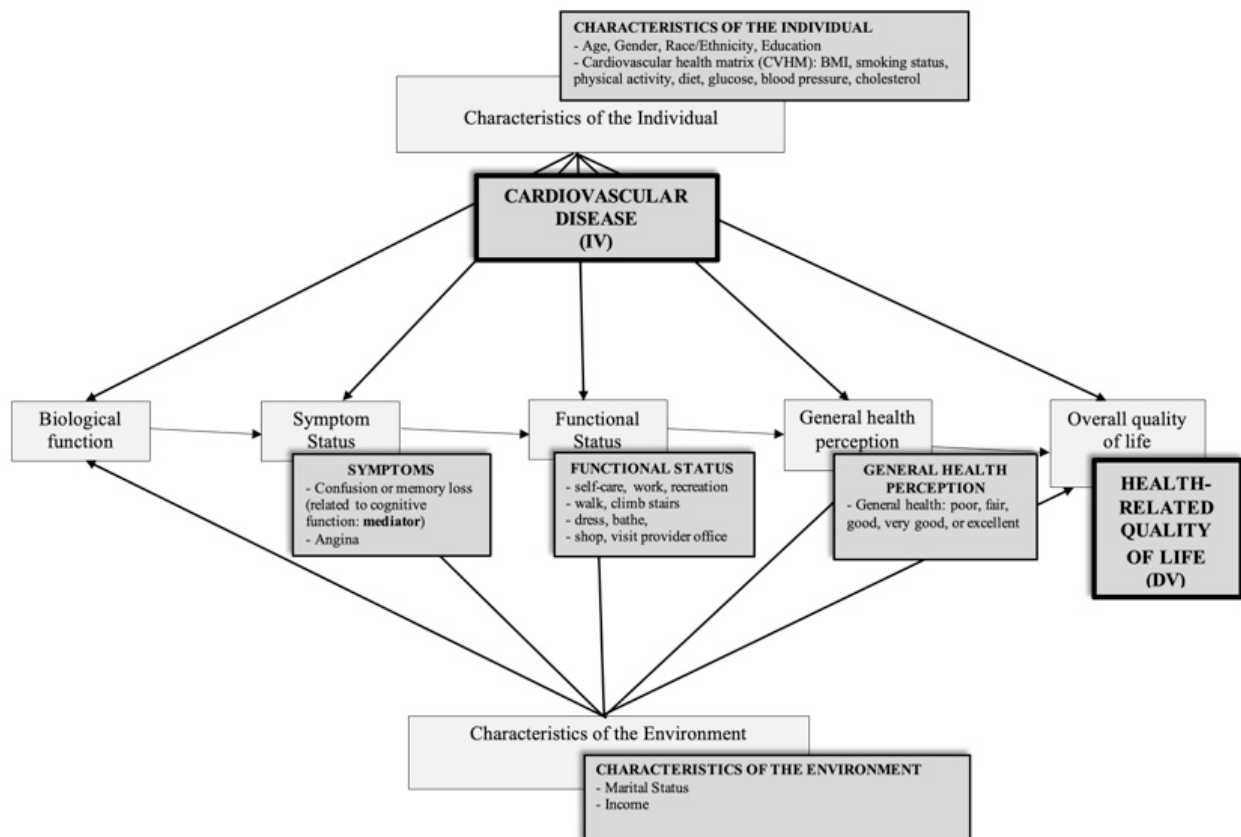 CHARACTERISTICS OF THE INDIVIDUAL
- Age, Gender, Race/Ethnicity, Education
- Cardiovascular health matrix (CVHM): BMI, smoking status,
physical activity, diet, glucose, blood pressure, cholesterol
Characteristics of the Individual
CARDIOVASCULAR
DISEASE
(IV)
Biological
function
Symptom
Status
Functional
Status
General health
perception
Overall quality
of life
SYMPTOMS
- Confusion or memory loss
(related to cognitive
function: mediator)
- Angina
FUNCTIONAL STATUS
- self-care, work, recreation
- walk, climb stairs
- dress, bathe,
- shop, visit provider office
GENERAL HEALTH
PERCEPTION
- General health: poor, fair,
good, very good, or excellent
HEALTH-
RELATED
QUALITY
OF LIFE
(DV)
Characteristics of the Environment
CHARACTERISTICS OF THE ENVIRONMENT
- Marital Status
- Income